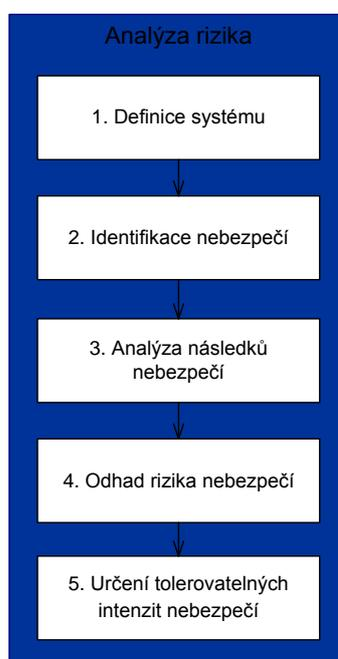 Analýza rizika
1. Definice systému
2. Identifikace nebezpečí
3. Analýza následků
nebezpečí
4. Odhad rizika nebezpečí
5. Určení tolerovatelných
intenzit nebezpečí